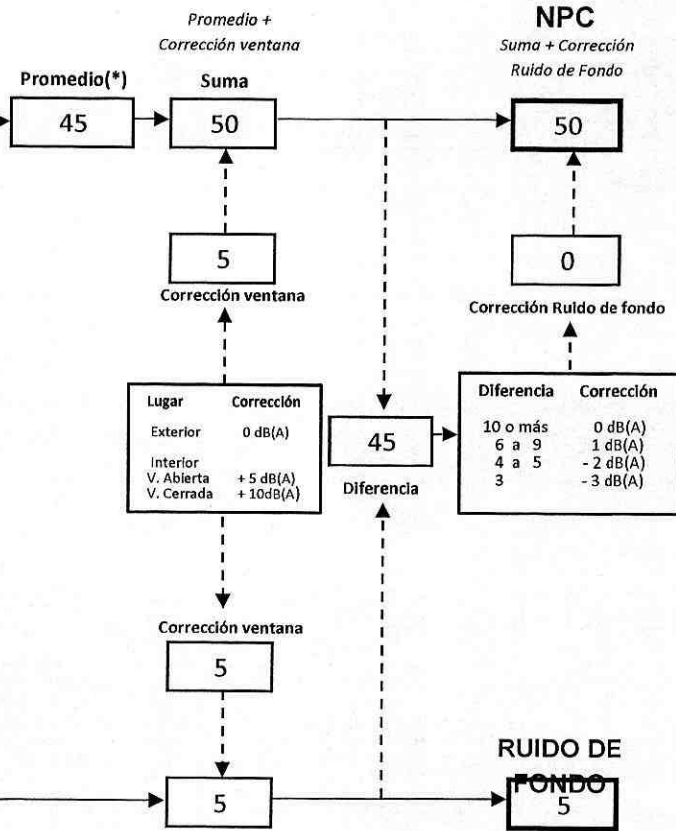 Promedio +
Corrección ventana
NPC
Suma + Corrección
Ruido de Fondo
Promedio(*)
Suma
45
50
50
5
0
Corrección ventana
Corrección Ruido de fondo
Lugar Corrección
Exterior 0 dB(A)
Interior
V. Abierta + 5 dB(A)
V. Cerrada + 10dB(A)
45
Diferencia
Diferencia Corrección
10 o más 0 dB(A)
6 a 9 1 dB(A)
4 a 5 - 2 dB(A)
3 - 3 dB(A)
Corrección ventana
5
RUIDO DE
FONDO
5
5